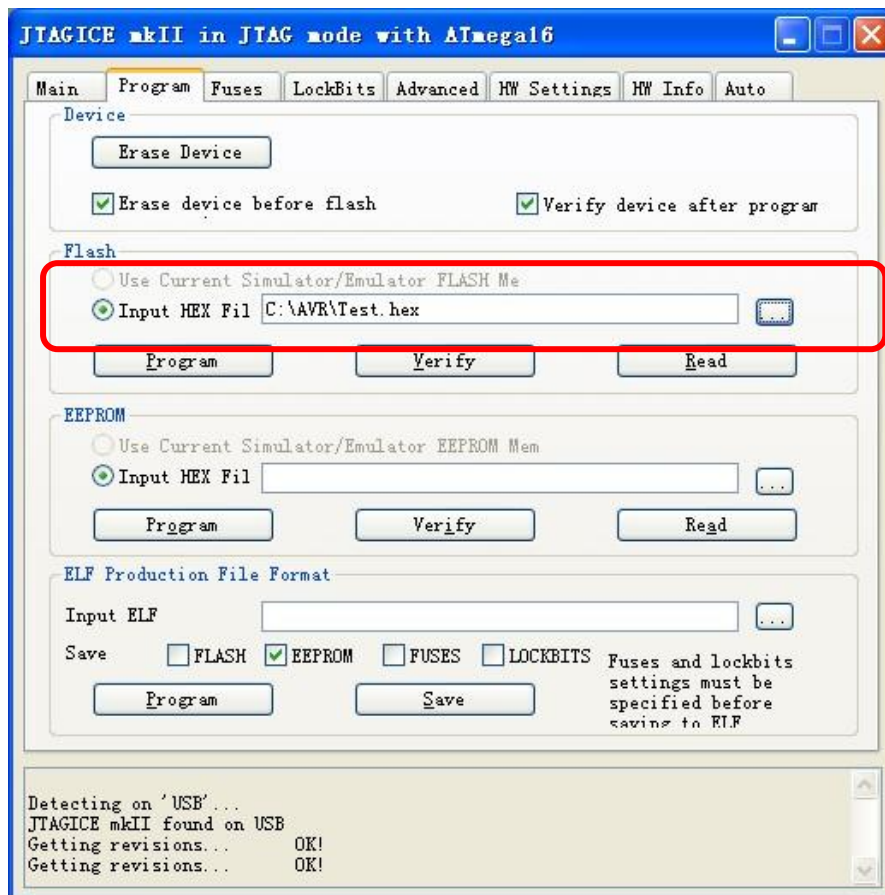 JTAGICE mkII in JTAG mode with ATmega16
Main Program Fuses LockBits Advanced HW Settings HW Info Auto
Device
Erase Device
Erase device before flash Verify device after program
Flash
Use Current Simulator/Emulator FLASH Me
Input HEX Fil C:\AVR\Test.hex ...
Program Verify Read
EEPROM
Use Current Simulator/Emulator EEPROM Mem
Input HEX Fil ...
Program Verify Read
ELF Production File Format
Input ELF ...
Save FLASH EEPROM FUSES LOCKBITS
Fuses and lockbits
settings must be
specified before
saving to ELF
Program Save
Detecting on 'USB'...
JTAGICE mkII found on USB
Getting revisions... OK!
Getting revisions... OK!